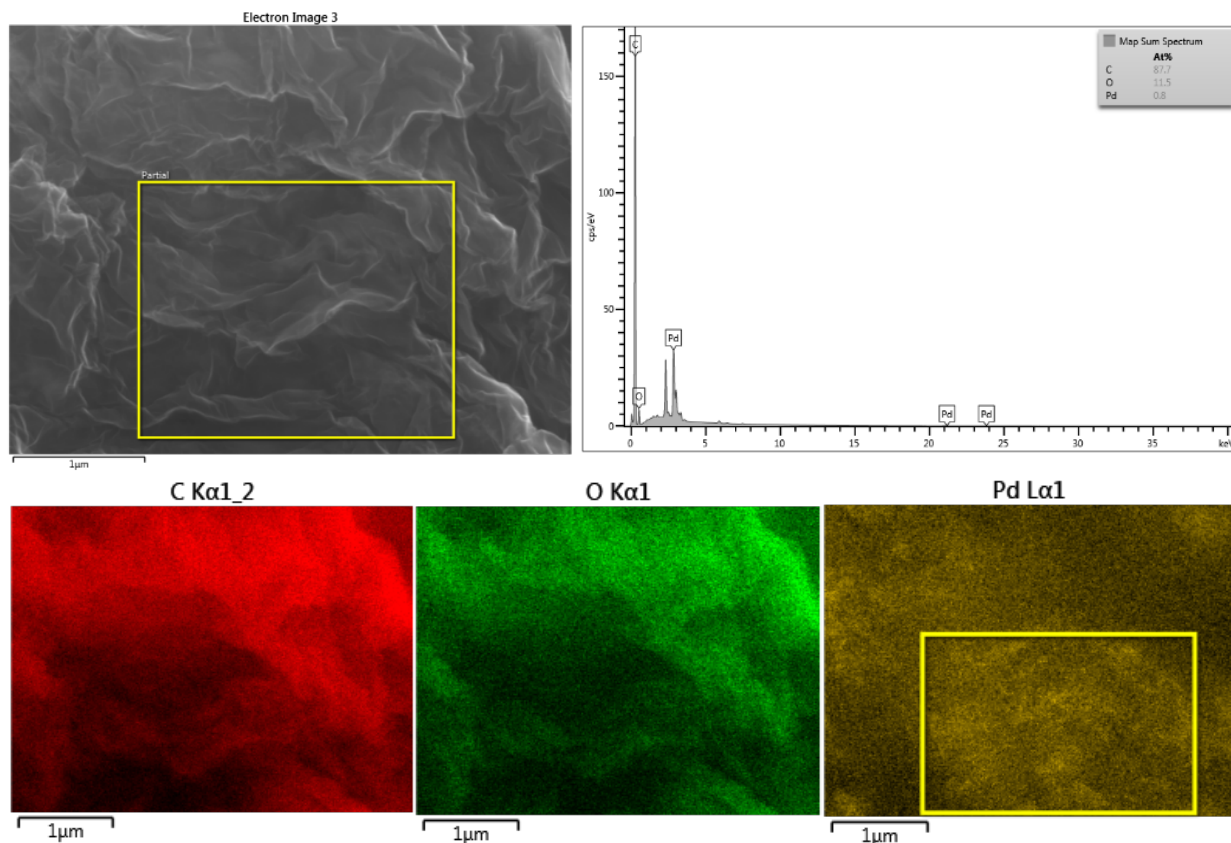 Electron Image 3
Partial
1μm
Map Sum Spectrum
At%
C 87.7
O 11.5
Pd 0.8
C
O
Pd
Pd
Pd
cps/eV
150
100
50
0
0 5 10 15 20 25 30 35 keV
C Kα1_2
O Kα1
Pd Lα1
1μm
1μm
1μm